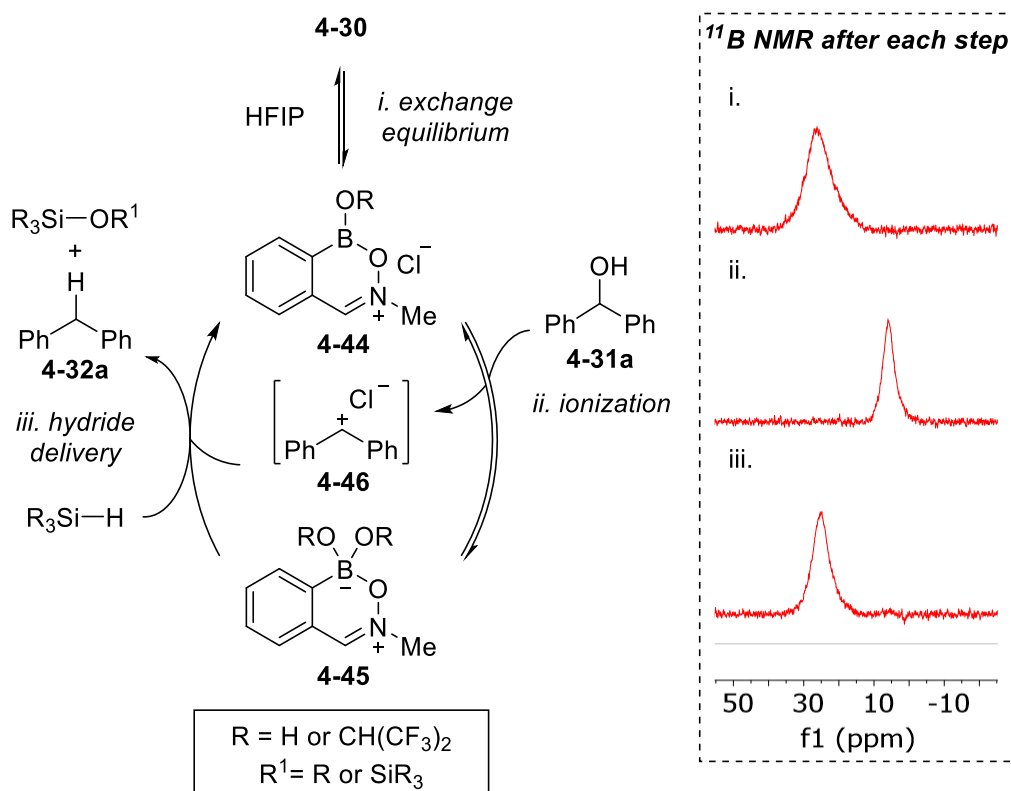 4-30
HFIP
i. exchange
equilibrium
R₃Si—OR¹
+
H
Ph Ph
4-32a
iii. hydride
delivery
R₃Si—H
OR
B
O
Cl⁻
N
+
Me
4-44
OH
Ph Ph
4-31a
ii. ionization
Cl⁻
+
Ph Ph
4-46
RO OR
B
−
O
N
+
Me
4-45
R = H or CH(CF₃)₂
R¹= R or SiR₃
¹¹B NMR after each step
i.
ii.
iii.
50 30 10 -10
f1 (ppm)